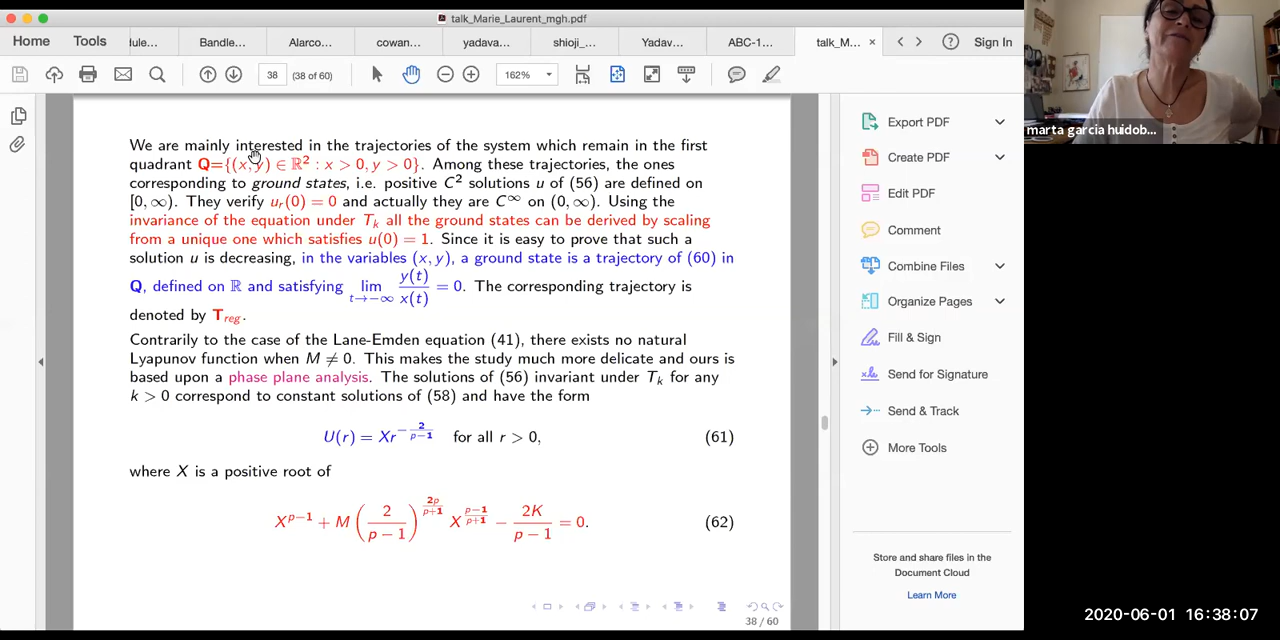 talk_Marie_Laurent_mgh.pdf
Home Tools dule... Bandle... Alarco... cowan... yadava... shioji_... Yadav... ABC-1... talk_M... × Sign In
38 (38 of 60) 162%
marta garcia huidob...
We are mainly interested in the trajectories of the system which remain in the first
quadrant Q={(x, y) ∈ ℝ² : x > 0, y > 0}. Among these trajectories, the ones
corresponding to ground states, i.e. positive C² solutions u of (56) are defined on
[0, ∞). They verify u_r(0) = 0 and actually they are C^∞ on (0, ∞). Using the
invariance of the equation under T_k all the ground states can be derived by scaling
from a unique one which satisfies u(0) = 1. Since it is easy to prove that such a
solution u is decreasing, in the variables (x, y), a ground state is a trajectory of (60) in
Q, defined on ℝ and satisfying lim_{t→−∞} y(t)/x(t) = 0. The corresponding trajectory is
denoted by T_reg.
Contrarily to the case of the Lane-Emden equation (41), there exists no natural
Lyapunov function when M ≠ 0. This makes the study much more delicate and ours is
based upon a phase plane analysis. The solutions of (56) invariant under T_k for any
k > 0 correspond to constant solutions of (58) and have the form
U(r) = Xr^{−2/(p−1)} for all r > 0, (61)
where X is a positive root of
X^{p−1} + M (2/(p−1))^{2p/(p+1)} X^{(p−1)/(p+1)} − 2K/(p−1) = 0. (62)
38 / 60
Export PDF
Create PDF
Edit PDF
Comment
Combine Files
Organize Pages
Fill & Sign
Send for Signature
Send & Track
More Tools
Store and share files in the
Document Cloud
Learn More
2020-06-01 16:38:07